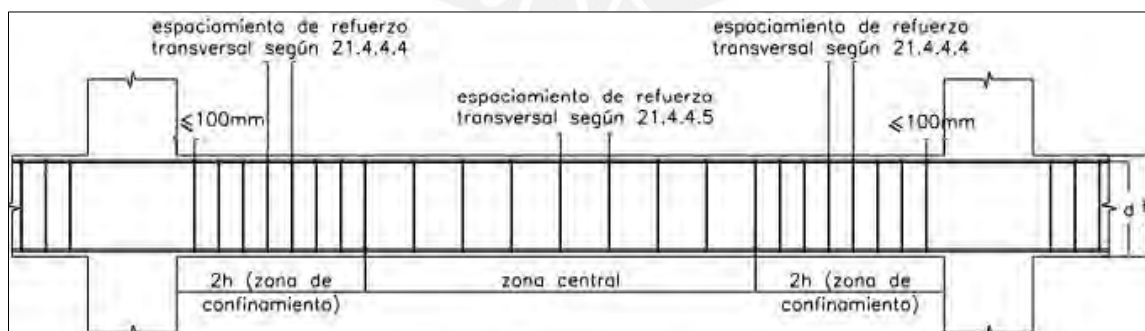 espaciamiento de refuerzo
transversal según 21.4.4.4
espaciamiento de refuerzo
transversal según 21.4.4.4
espaciamiento de refuerzo
transversal según 21.4.4.5
≤100mm
≤100mm
d
2h (zona de
confinamiento)
zona central
2h (zona de
confinamiento)